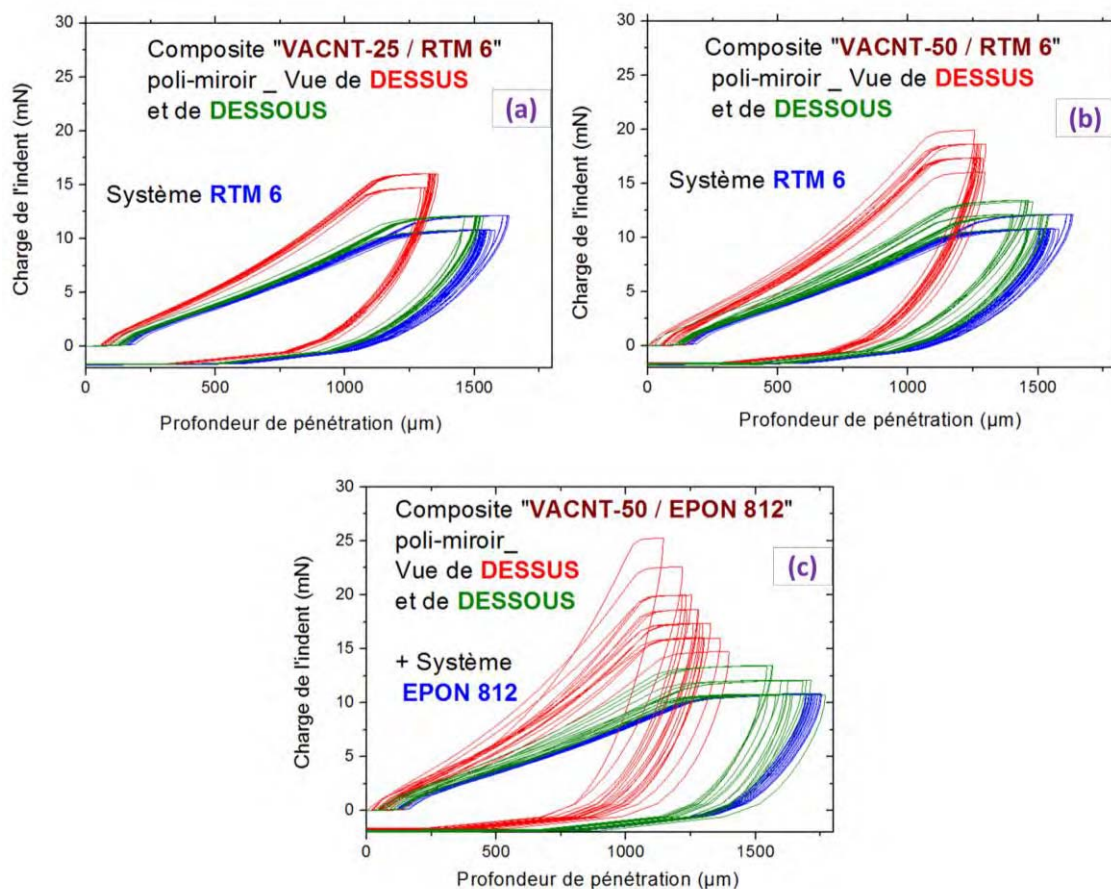 30
25
20
15
10
5
0
Charge de l'indent (mN)
Composite "VACNT-25 / RTM 6"
poli-miroir _ Vue de DESSUS
et de DESSOUS
(a)
Système RTM 6
0 500 1000 1500
Profondeur de pénétration (µm)
30
25
20
15
10
5
0
Charge de l'indent (mN)
Composite "VACNT-50 / RTM 6"
poli-miroir _ Vue de DESSUS
et de DESSOUS
(b)
Système RTM 6
0 500 1000 1500
Profondeur de pénétration (µm)
30
25
20
15
10
5
0
Charge de l'indent (mN)
Composite "VACNT-50 / EPON 812"
poli-miroir_
Vue de DESSUS
et de DESSOUS
(c)
+ Système
EPON 812
0 500 1000 1500
Profondeur de pénétration (µm)